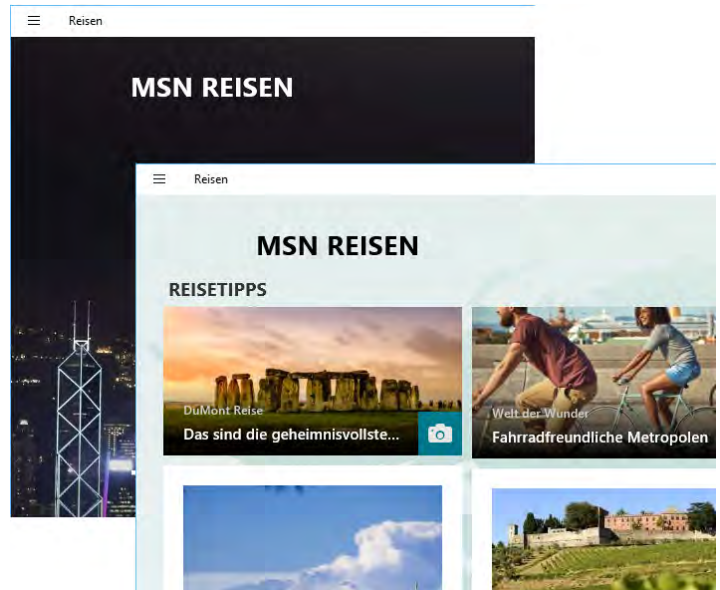 Reisen
MSN REISEN
Reisen
MSN REISEN
REISETIPPS
DuMont Reise
Das sind die geheimnisvollste...
Welt der Wunder
Fahrradfreundliche Metropolen